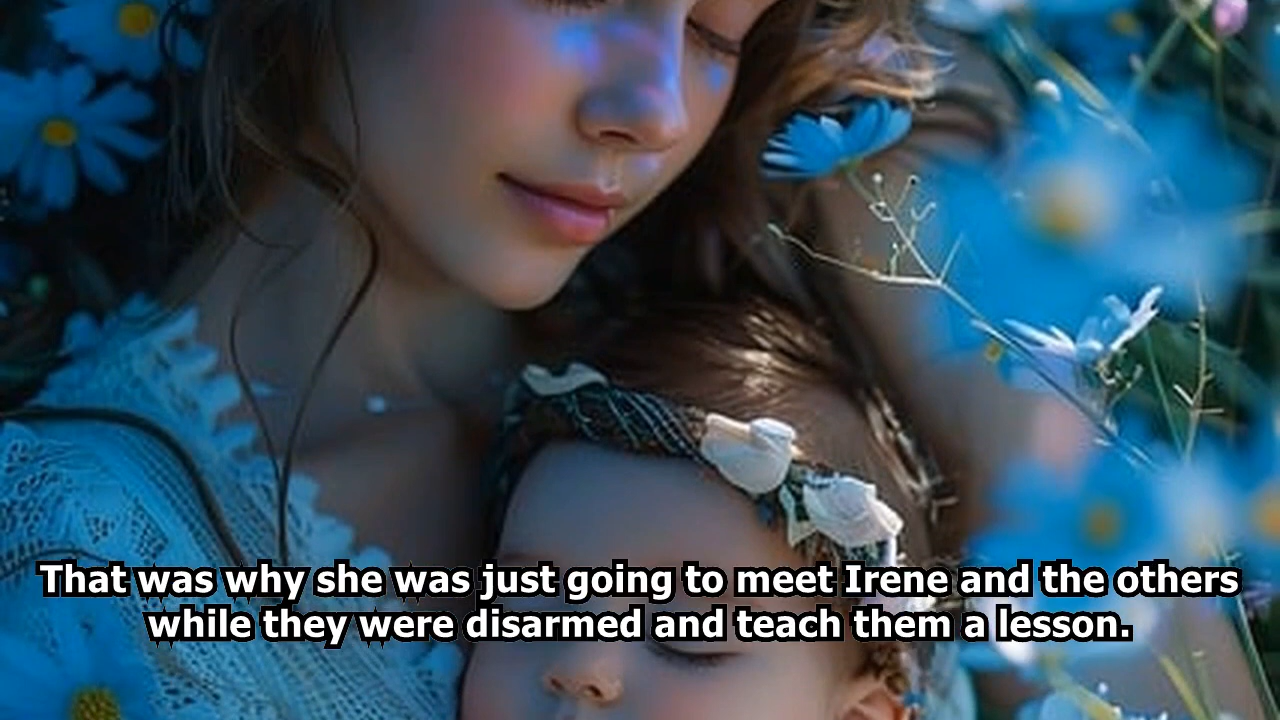 That was why she was just going to meet Irene and the others
while they were disarmed and teach them a lesson.